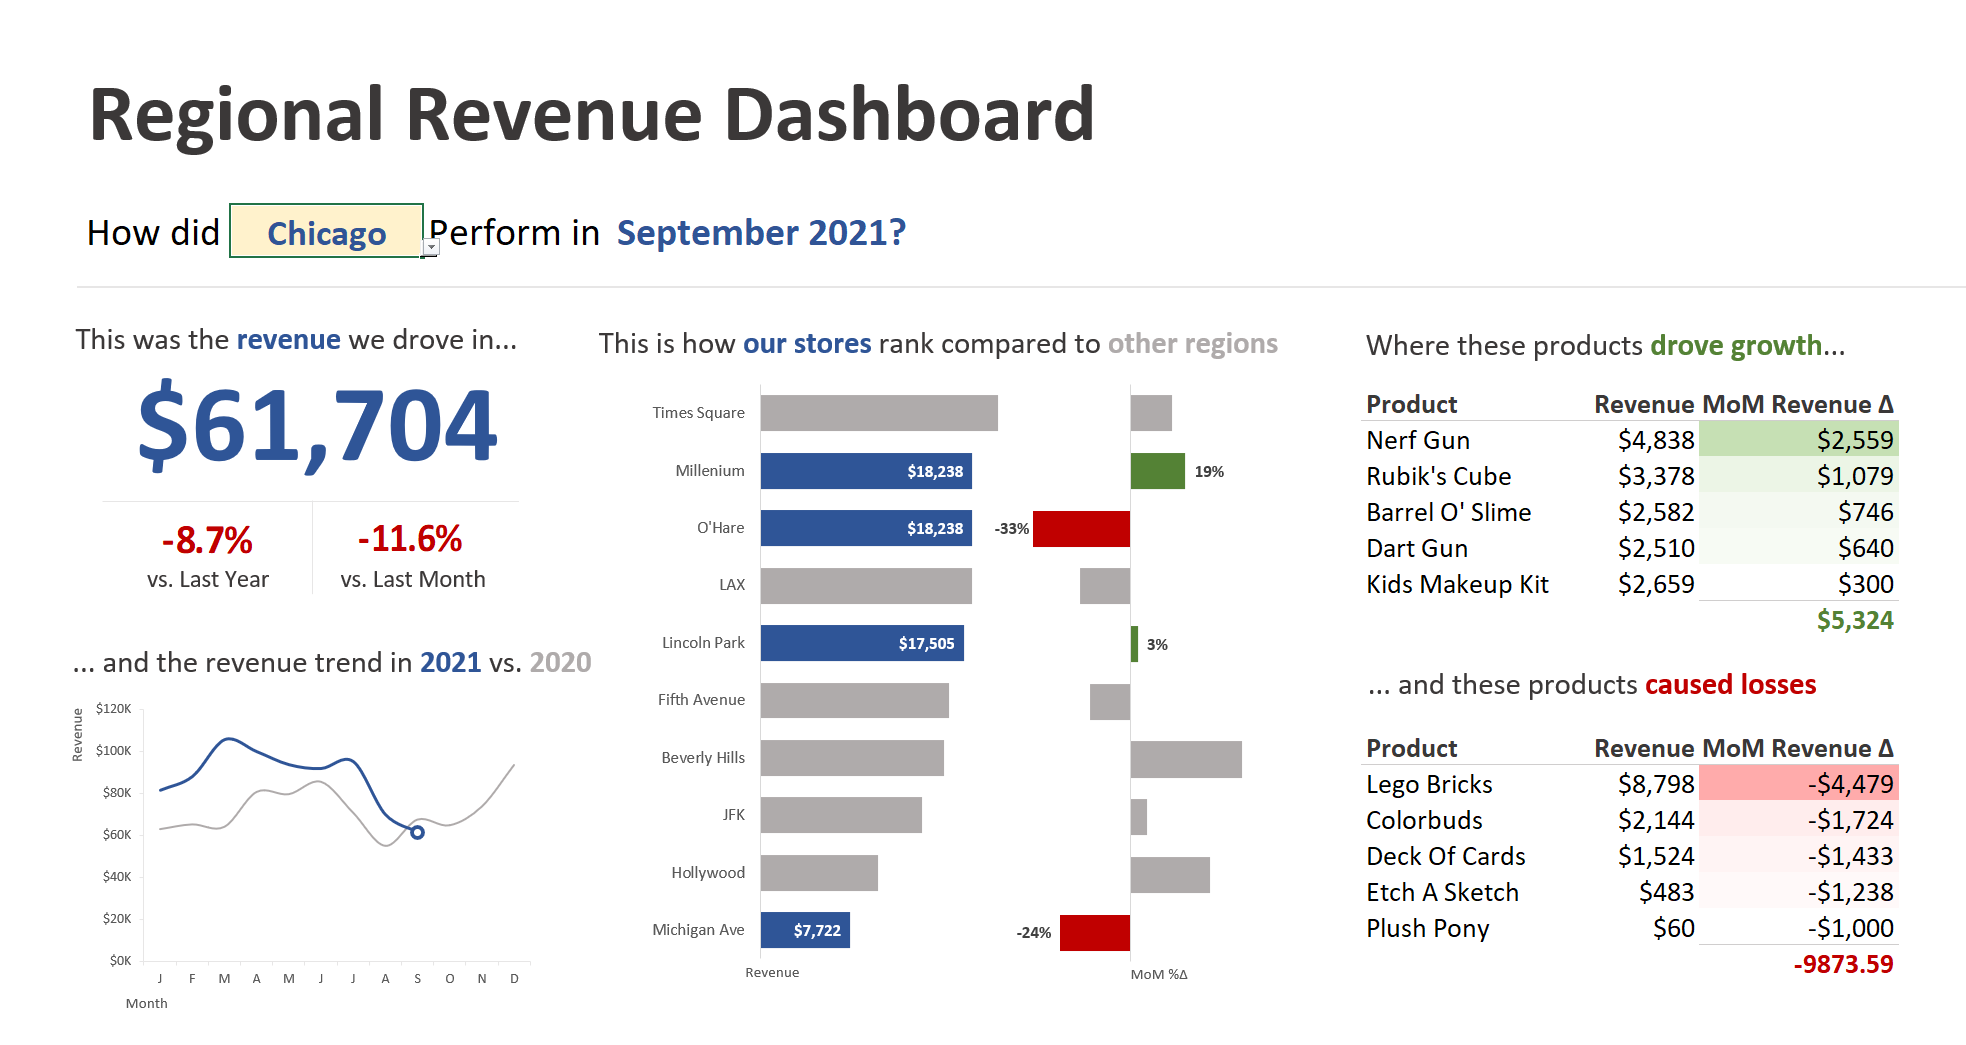 Regional Revenue Dashboard
How did Chicago Perform in September 2021?
This was the revenue we drove in...
$61,704
-8.7%
vs. Last Year
-11.6%
vs. Last Month
... and the revenue trend in 2021 vs. 2020
Revenue
$120K
$100K
$80K
$60K
$40K
$20K
$0K
J F M A M J J A S O N D
Month
This is how our stores rank compared to other regions
Times Square
Millenium $18,238 19%
O'Hare $18,238 -33%
LAX
Lincoln Park $17,505 3%
Fifth Avenue
Beverly Hills
JFK
Hollywood
Michigan Ave $7,722 -24%
Revenue MoM %Δ
Where these products drove growth...
Product Revenue MoM Revenue Δ
Nerf Gun $4,838 $2,559
Rubik's Cube $3,378 $1,079
Barrel O' Slime $2,582 $746
Dart Gun $2,510 $640
Kids Makeup Kit $2,659 $300
$5,324
... and these products caused losses
Product Revenue MoM Revenue Δ
Lego Bricks $8,798 -$4,479
Colorbuds $2,144 -$1,724
Deck Of Cards $1,524 -$1,433
Etch A Sketch $483 -$1,238
Plush Pony $60 -$1,000
-9873.59